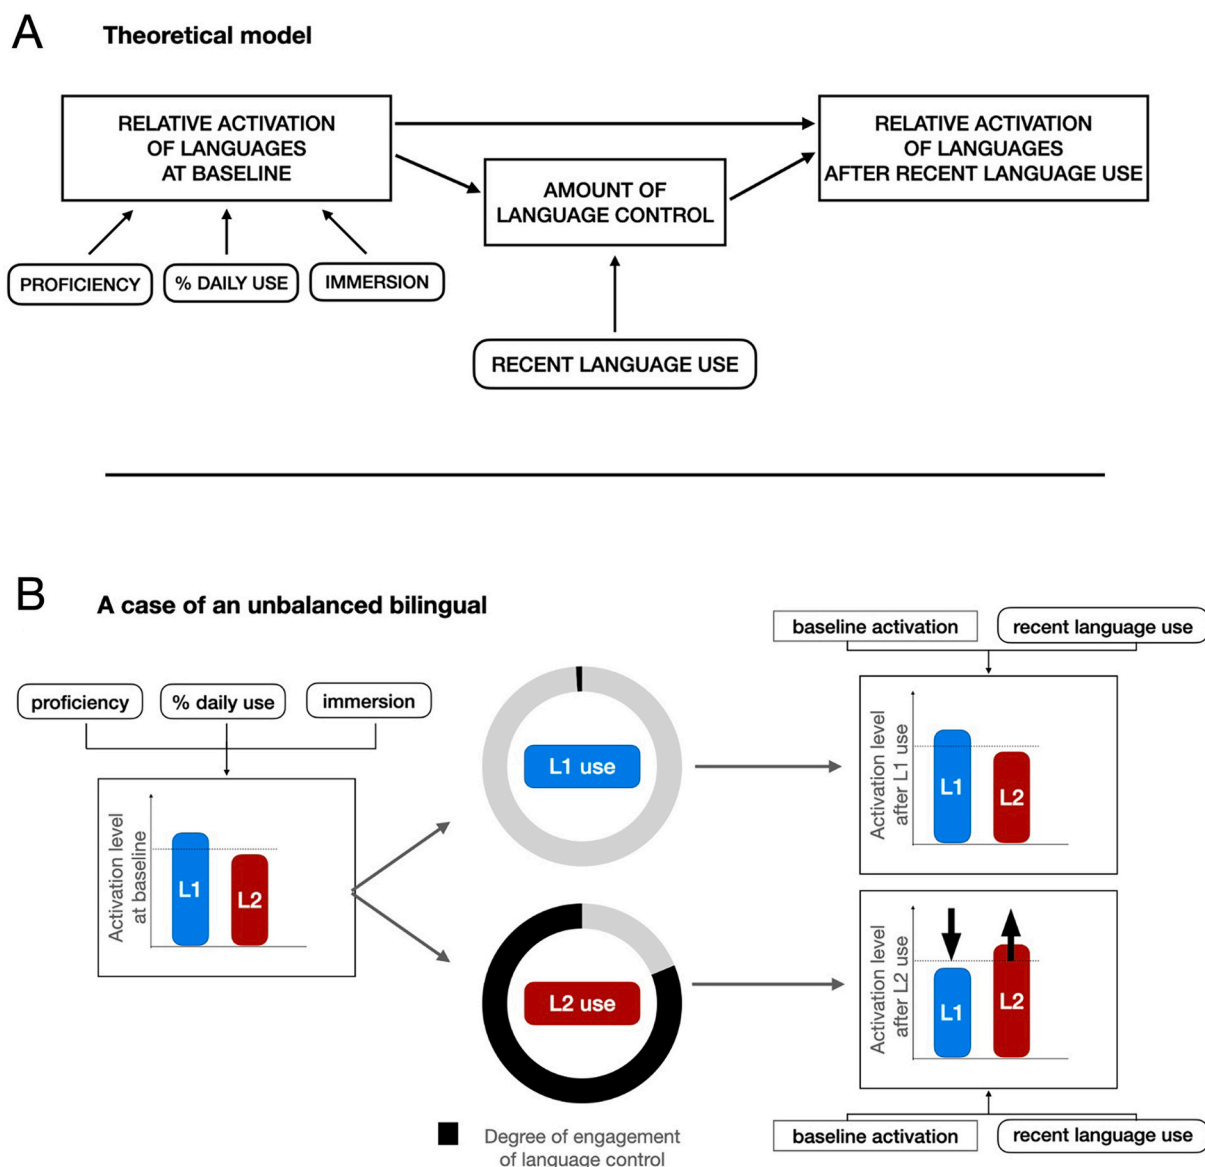 A
Theoretical model
RELATIVE ACTIVATION
OF LANGUAGES
AT BASELINE
RELATIVE ACTIVATION
OF LANGUAGES
AFTER RECENT LANGUAGE USE
AMOUNT OF
LANGUAGE CONTROL
PROFICIENCY
% DAILY USE
IMMERSION
RECENT LANGUAGE USE
B
A case of an unbalanced bilingual
proficiency
% daily use
immersion
Activation level
at baseline
L1
L2
L1 use
L2 use
Degree of engagement
of language control
baseline activation
recent language use
Activation level
after L1 use
L1
L2
Activation level
after L2 use
L1
L2
baseline activation
recent language use